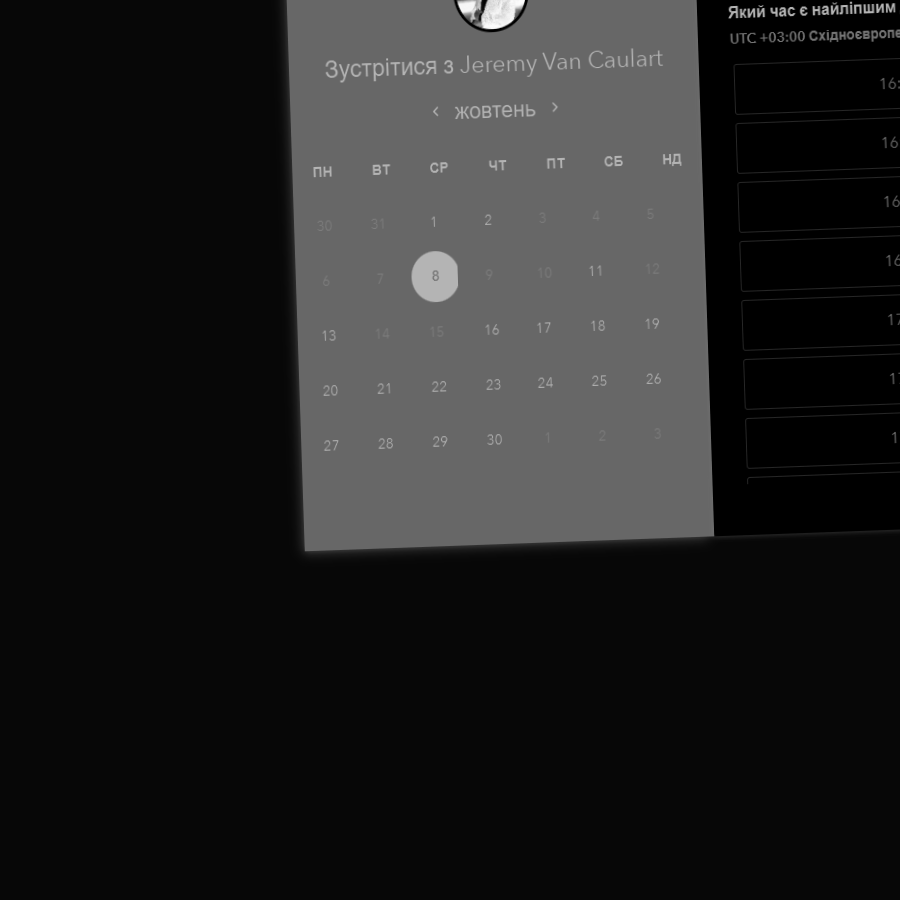 Зустрітися з Jeremy Van Caulart
‹ жовтень ›
ПН ВТ СР ЧТ ПТ СБ НД
30 31 1 2 3 4 5
6 7 8 9 10 11 12
13 14 15 16 17 18 19
20 21 22 23 24 25 26
27 28 29 30 1 2 3
Який час є найліпшим
UTC +03:00
16:
16
16
16
17
1
1